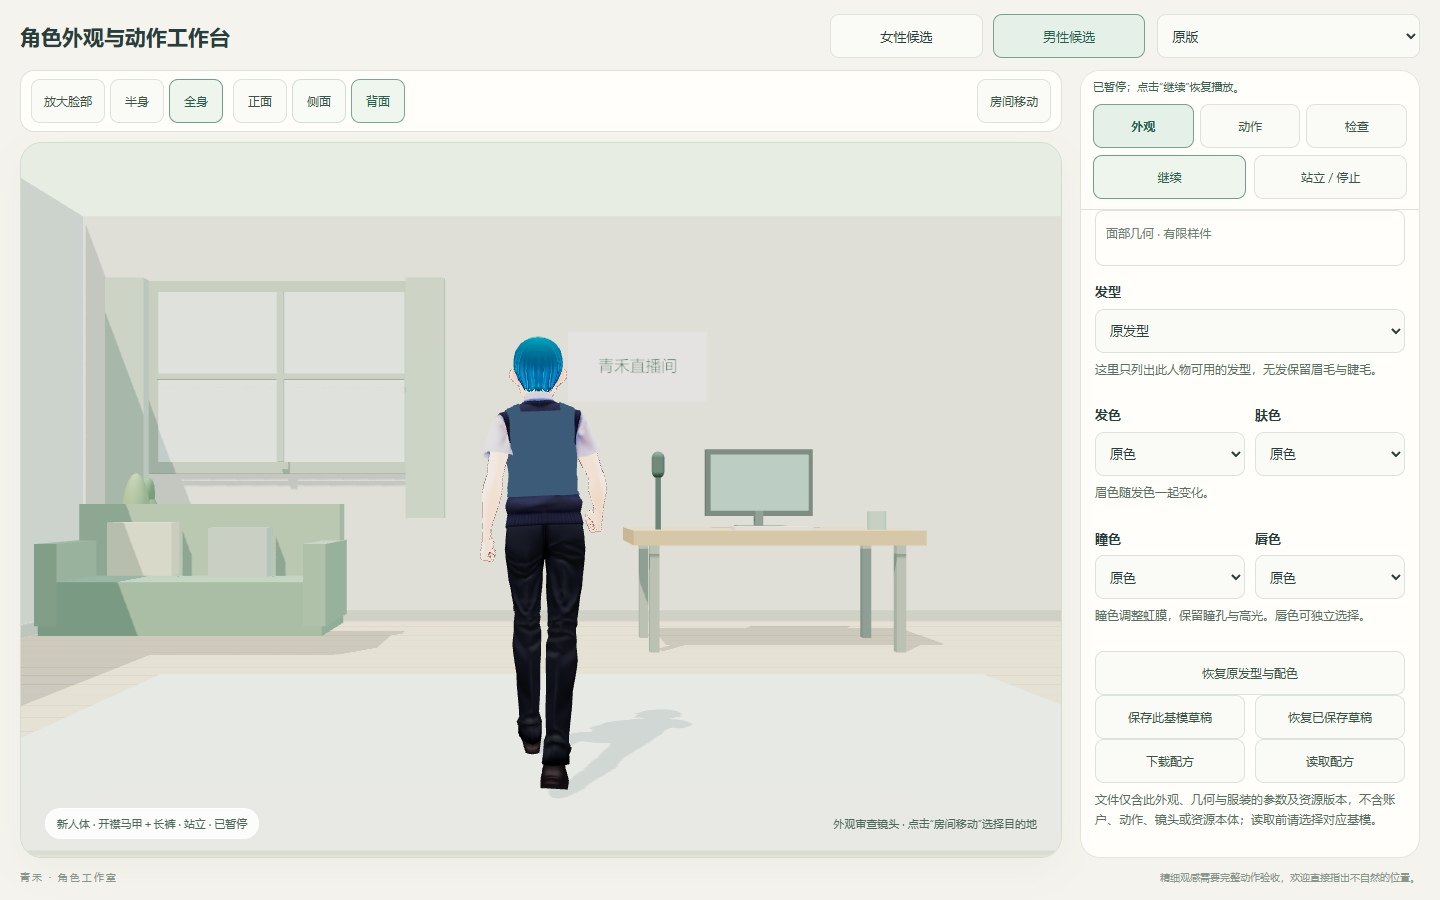 角色外观与动作工作台
女性候选
男性候选
原版
放大脸部
半身
全身
正面
侧面
背面
房间移动
已暂停；点击“继续”恢复播放。
外观
动作
检查
继续
站立 / 停止
面部几何 · 有限样件
发型
原发型
这里只列出此人物可用的发型，无发保留眉毛与睫毛。
发色
肤色
原色
原色
眉色随发色一起变化。
瞳色
唇色
原色
原色
瞳色调整虹膜，保留瞳孔与高光。唇色可独立选择。
恢复原发型与配色
保存此基模草稿
恢复已保存草稿
下载配方
读取配方
文件仅含此外观、几何与服装的参数及资源版本，不含账
户、动作、镜头或资源本体；读取前请选择对应基模。
青禾直播间
新人体 · 开襟马甲 + 长裤 · 站立 · 已暂停
外观审查镜头 · 点击“房间移动”选择目的地
青禾 · 角色工作室
精细观感需要完整动作验收，欢迎直接指出不自然的位置。